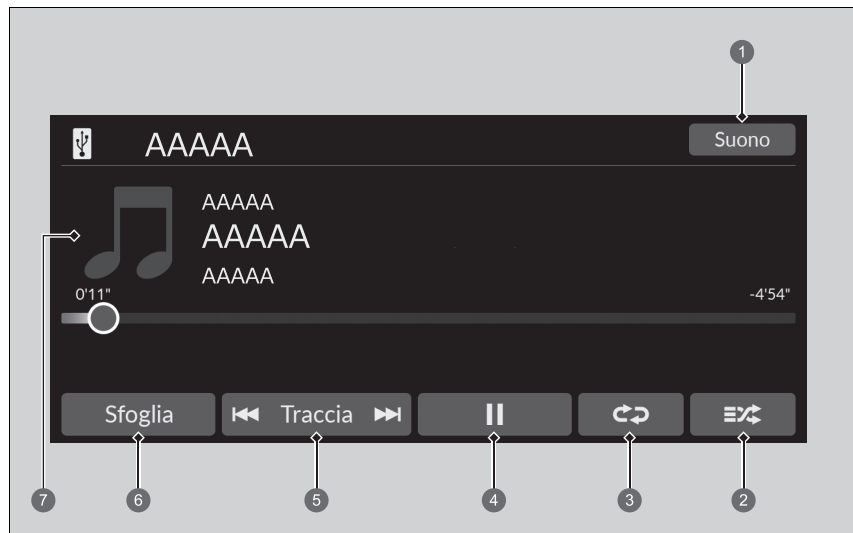 1
AAAAA
Suono
AAAAA
AAAAA
AAAAA
7
0'11"
-4'54"
Sfoglia
Traccia
6
5
4
3
2